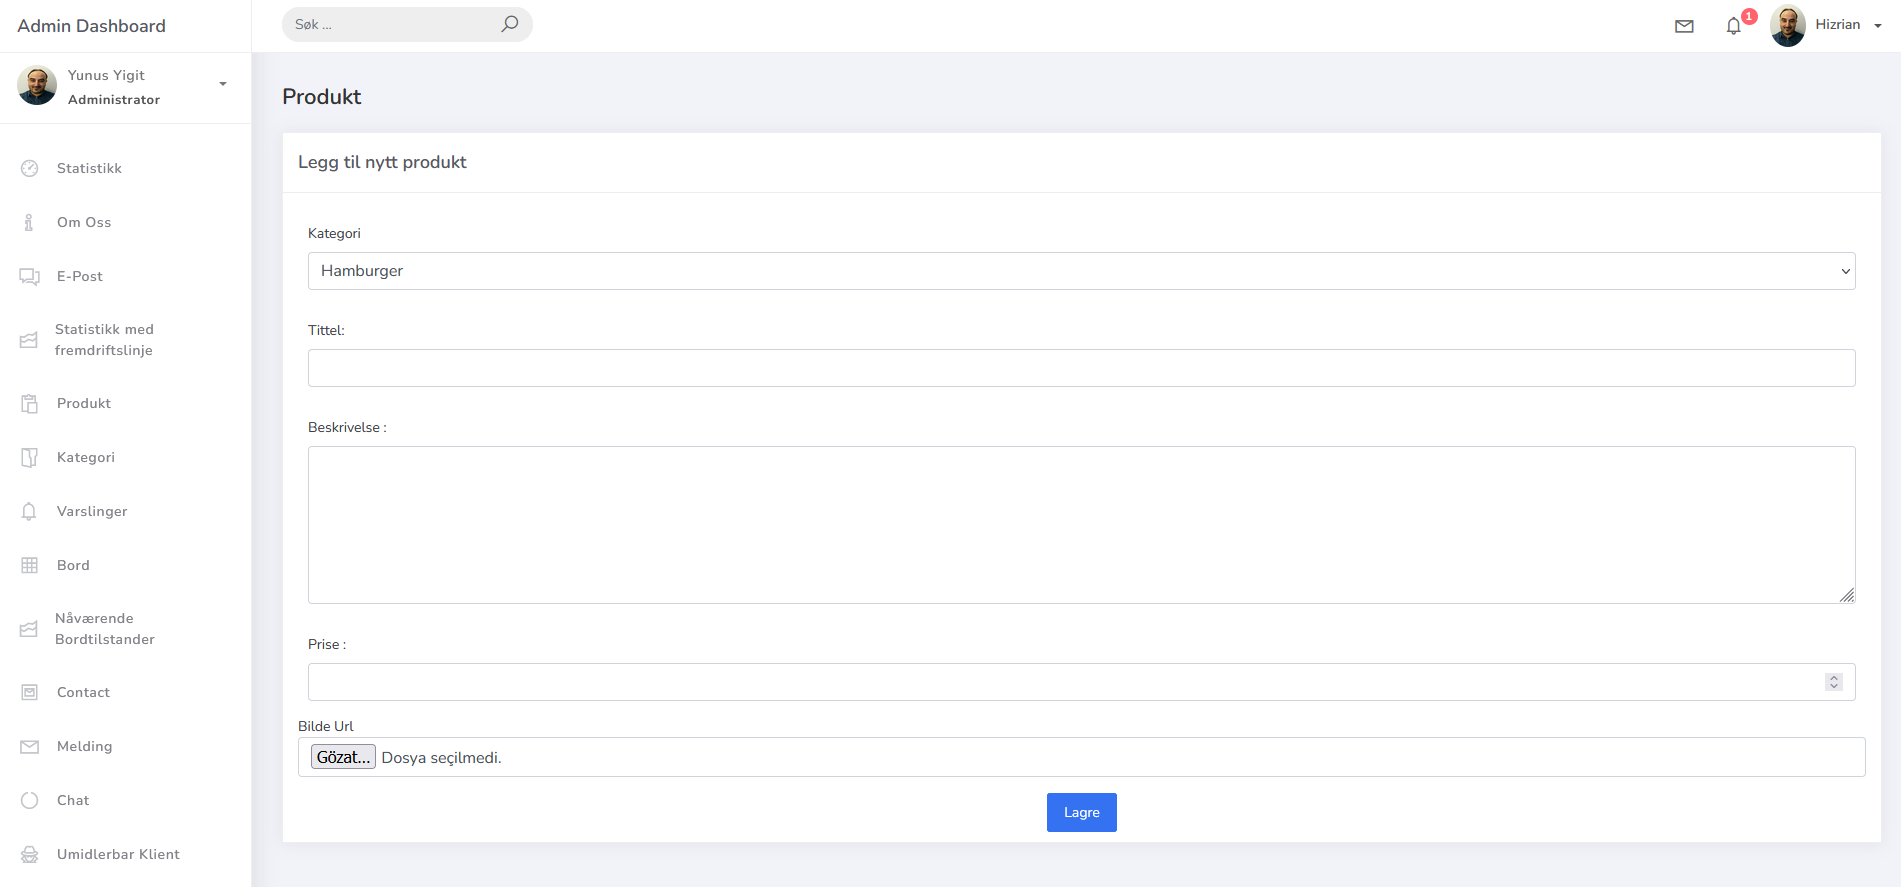 Admin Dashboard
Søk ...
1
Hizrian
Yunus Yigit
Administrator
Statistikk
Om Oss
E-Post
Statistikk med
fremdriftslinje
Produkt
Kategori
Varslinger
Bord
Nåværende
Bordtilstander
Contact
Melding
Chat
Umidlerbar Klient
Produkt
Legg til nytt produkt
Kategori
Hamburger
Tittel:
Beskrivelse :
Prise :
Bilde Url
Gözat... Dosya seçilmedi.
Lagre